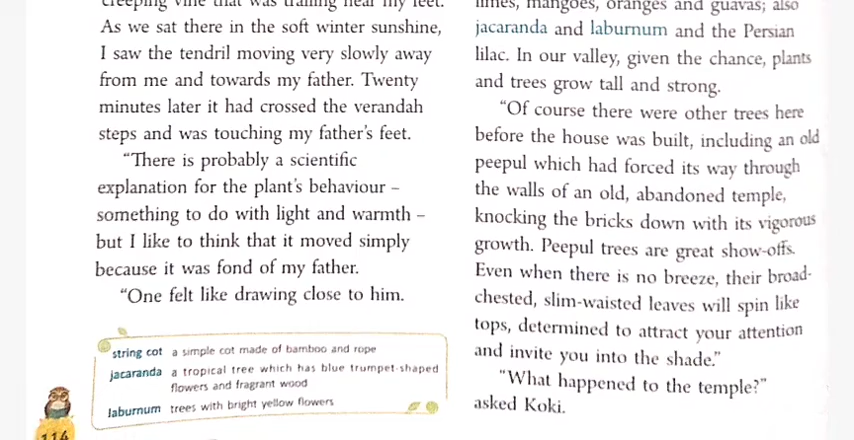 creeping vine that was trailing near my feet.
As we sat there in the soft winter sunshine,
I saw the tendril moving very slowly away
from me and towards my father. Twenty
minutes later it had crossed the verandah
steps and was touching my father's feet.
“There is probably a scientific
explanation for the plant's behaviour –
something to do with light and warmth –
but I like to think that it moved simply
because it was fond of my father.
“One felt like drawing close to him.
string cot a simple cot made of bamboo and rope
jacaranda a tropical tree which has blue trumpet-shaped
flowers and fragrant wood
laburnum trees with bright yellow flowers
114
limes, mangoes, oranges and guavas; also
jacaranda and laburnum and the Persian
lilac. In our valley, given the chance, plants
and trees grow tall and strong.
“Of course there were other trees here
before the house was built, including an old
peepul which had forced its way through
the walls of an old, abandoned temple,
knocking the bricks down with its vigorous
growth. Peepul trees are great show-offs.
Even when there is no breeze, their broad-
chested, slim-waisted leaves will spin like
tops, determined to attract your attention
and invite you into the shade.”
“What happened to the temple?”
asked Koki.